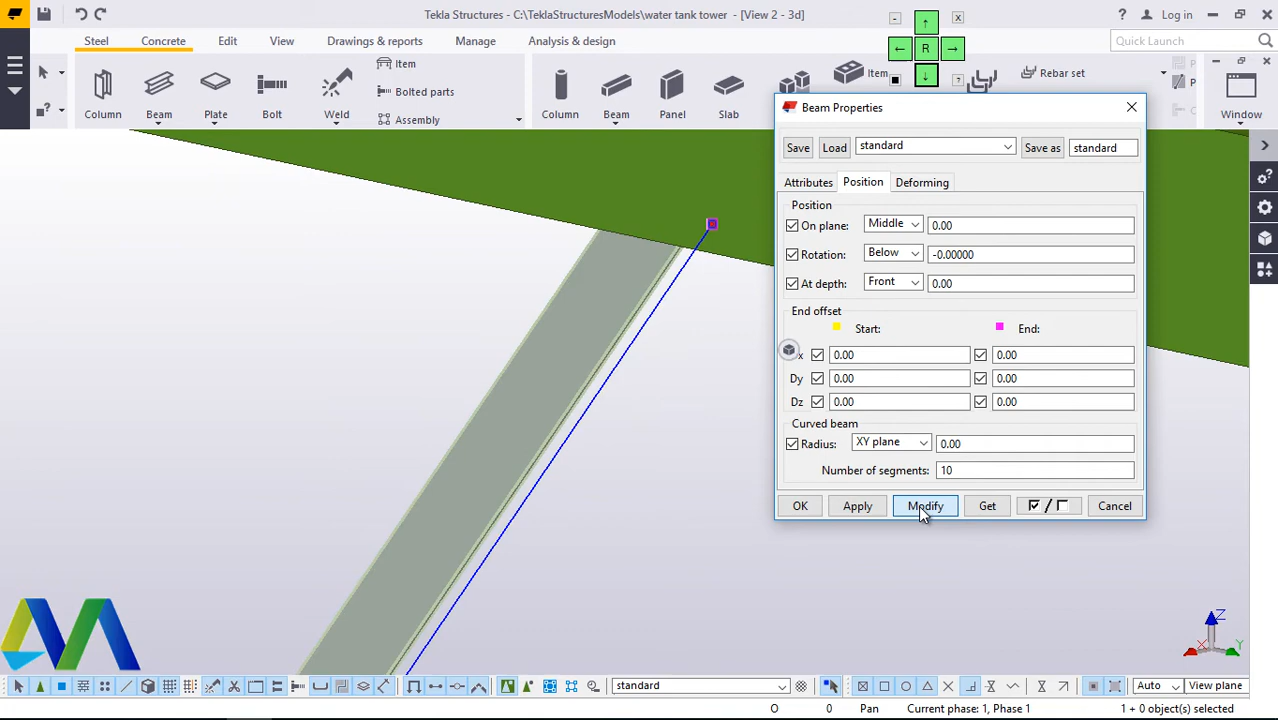 Tekla Structures - C:\TeklaStructuresModels\water tank tower - [View 2 - 3d]
Log in
Steel Concrete Edit View Drawings & reports Manage Analysis & design
Quick Launch
R
Column Beam Plate Bolt Weld
Item
Bolted parts
Assembly
Column Beam Panel Slab
Item
Rebar set
Window
Beam Properties
Save Load standard Save as standard
Attributes Position Deforming
Position
On plane: Middle 0.00
Rotation: Below -0.00000
At depth: Front 0.00
End offset
Start: End:
x 0.00 0.00
Dy 0.00 0.00
Dz 0.00 0.00
Curved beam
Radius: XY plane 0.00
Number of segments: 10
OK Apply Modify Get / Cancel
Z
X Y
standard Auto View plane
O 0 Pan Current phase: 1, Phase 1 1 + 0 object(s) selected